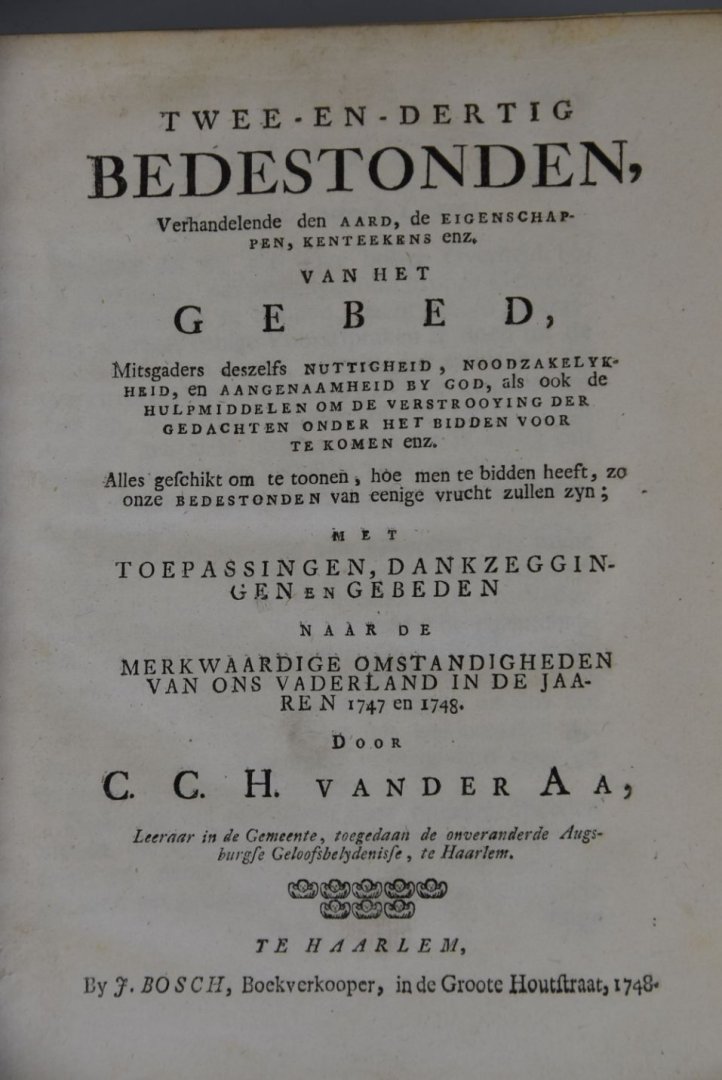 TWEE-EN-DERTIG
BEDESTONDEN,
Verhandelende den AARD, de EIGENSCHAP-
PEN, KENTEEKENS enz.
VAN HET
GEBED,
Mitsgaders deszelfs NUTTIGHEID, NOODZAKELYK-
HEID, en AANGENAAMHEID BY GOD, als ook de
HULPMIDDELEN OM DE VERSTROOYING DER
GEDACHTEN ONDER HET BIDDEN VOOR
TE KOMEN enz.
Alles geſchikt om te toonen, hoe men te bidden heeft, zo
onze BEDESTONDEN van eenige vrucht zullen zyn;
MET
TOEPASSINGEN, DANKZEGGIN-
GEN EN GEBEDEN
NAAR DE
MERKWAARDIGE OMSTANDIGHEDEN
VAN ONS VADERLAND IN DE JAA-
REN 1747 en 1748.
DOOR
C. C. H. VANDER AA,
Leeraar in de Gemeente, toegedaan de onveranderde Augs-
burgſe Geloofsbelydeniſſe, te Haarlem.
TE HAARLEM,
By J. BOSCH, Boekverkooper, in de Groote Houtſtraat, 1748.